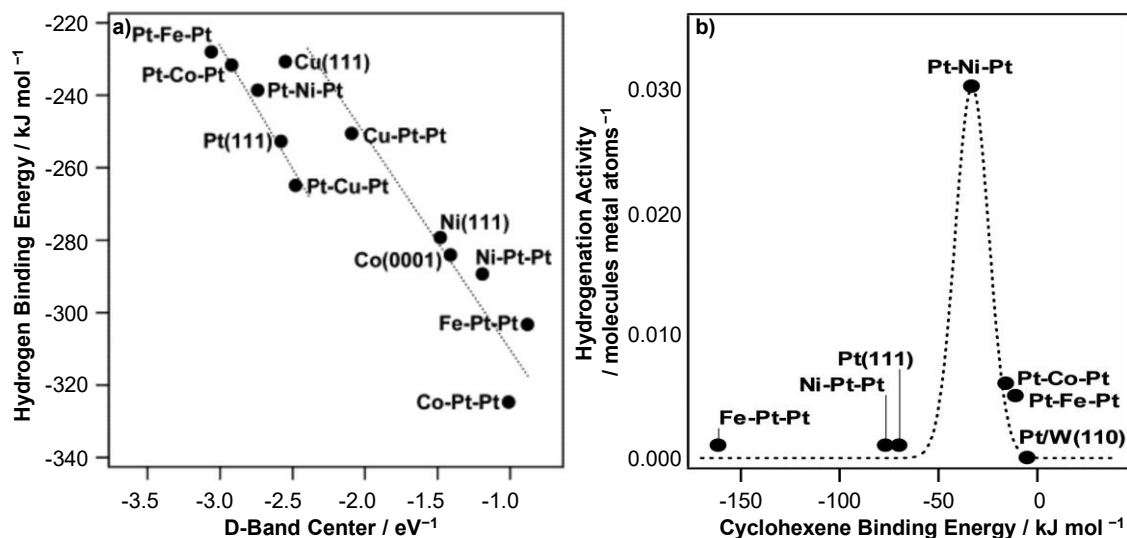 a)
Hydrogen Binding Energy / kJ mol⁻¹
-220
-240
-260
-280
-300
-320
-340
Pt-Fe-Pt
Cu(111)
Pt-Co-Pt
Pt-Ni-Pt
Pt(111)
Cu-Pt-Pt
Pt-Cu-Pt
Ni(111)
Co(0001)
Ni-Pt-Pt
Fe-Pt-Pt
Co-Pt-Pt
-3.5 -3.0 -2.5 -2.0 -1.5 -1.0
D-Band Center / eV⁻¹
b)
Hydrogenation Activity
/ molecules metal atoms⁻¹
0.030
0.020
0.010
0.000
Pt-Ni-Pt
Pt(111)
Ni-Pt-Pt
Pt-Co-Pt
Pt-Fe-Pt
Fe-Pt-Pt
Pt/W(110)
-150 -100 -50 0
Cyclohexene Binding Energy / kJ mol⁻¹